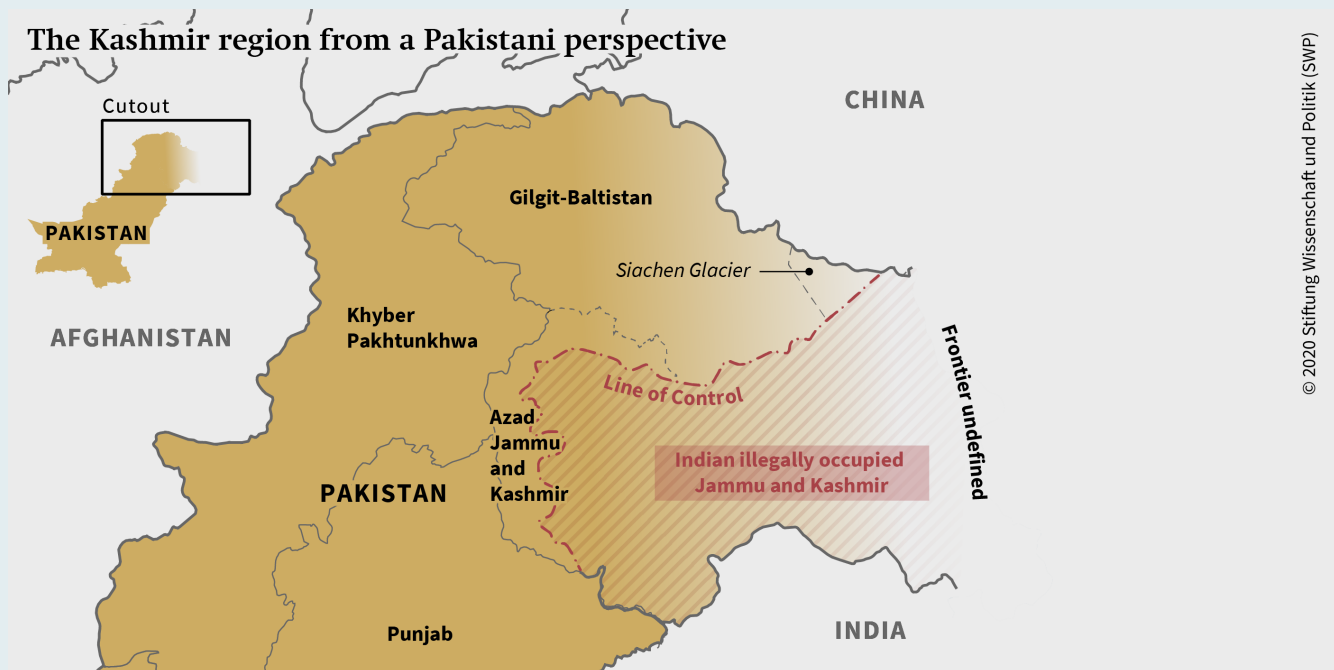 The Kashmir region from a Pakistani perspective
Cutout
PAKISTAN
CHINA
© 2020 Stiftung Wissenschaft und Politik (SWP)
Gilgit-Baltistan
Siachen Glacier
AFGHANISTAN
Khyber
Pakhtunkhwa
Frontier undefined
Line of Control
Azad
Jammu
and
Kashmir
Indian illegally occupied
Jammu and Kashmir
PAKISTAN
Punjab
INDIA